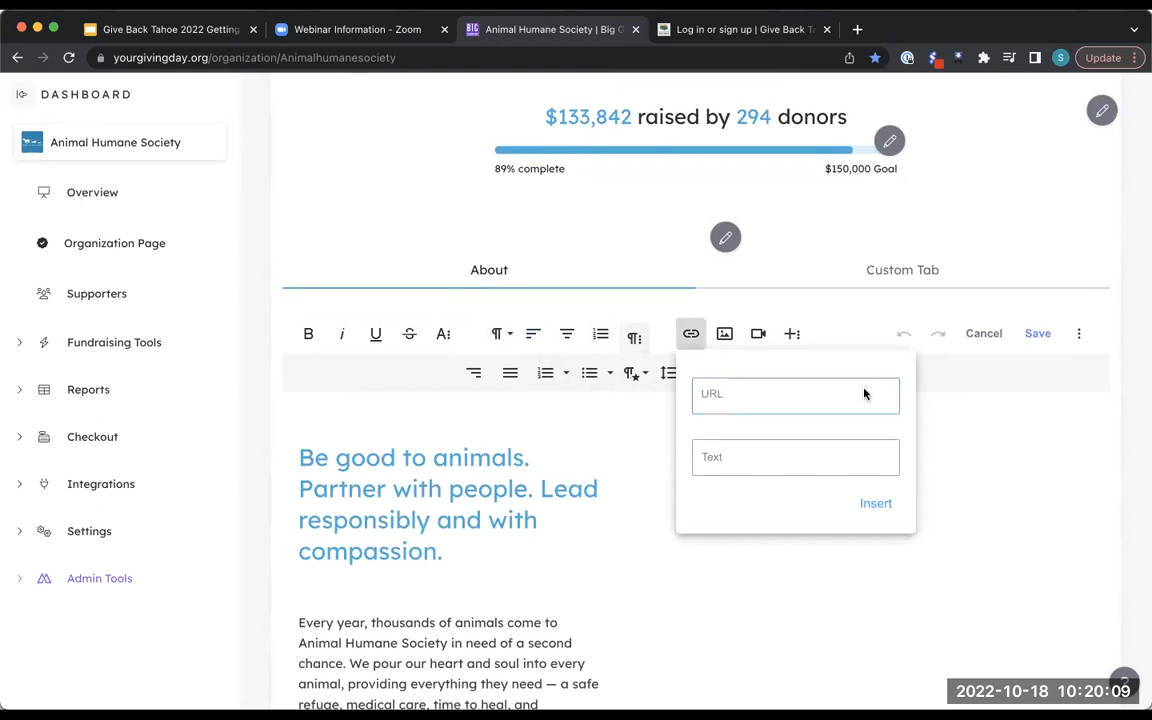 Give Back Tahoe 2022 Getting
Webinar Information - Zoom
Animal Humane Society | Big G
Log in or sign up | Give Back T
yourgivingday.org/organization/Animalhumanesociety
Update
DASHBOARD
Animal Humane Society
Overview
Organization Page
Supporters
Fundraising Tools
Reports
Checkout
Integrations
Settings
Admin Tools
$133,842 raised by 294 donors
89% complete
$150,000 Goal
About
Custom Tab
Cancel
Save
URL
Text
Insert
Be good to animals.
Partner with people. Lead
responsibly and with
compassion.
Every year, thousands of animals come to
Animal Humane Society in need of a second
chance. We pour our heart and soul into every
animal, providing everything they need — a safe
refuge, medical care, time to heal, and
2022-10-18 10:20:09